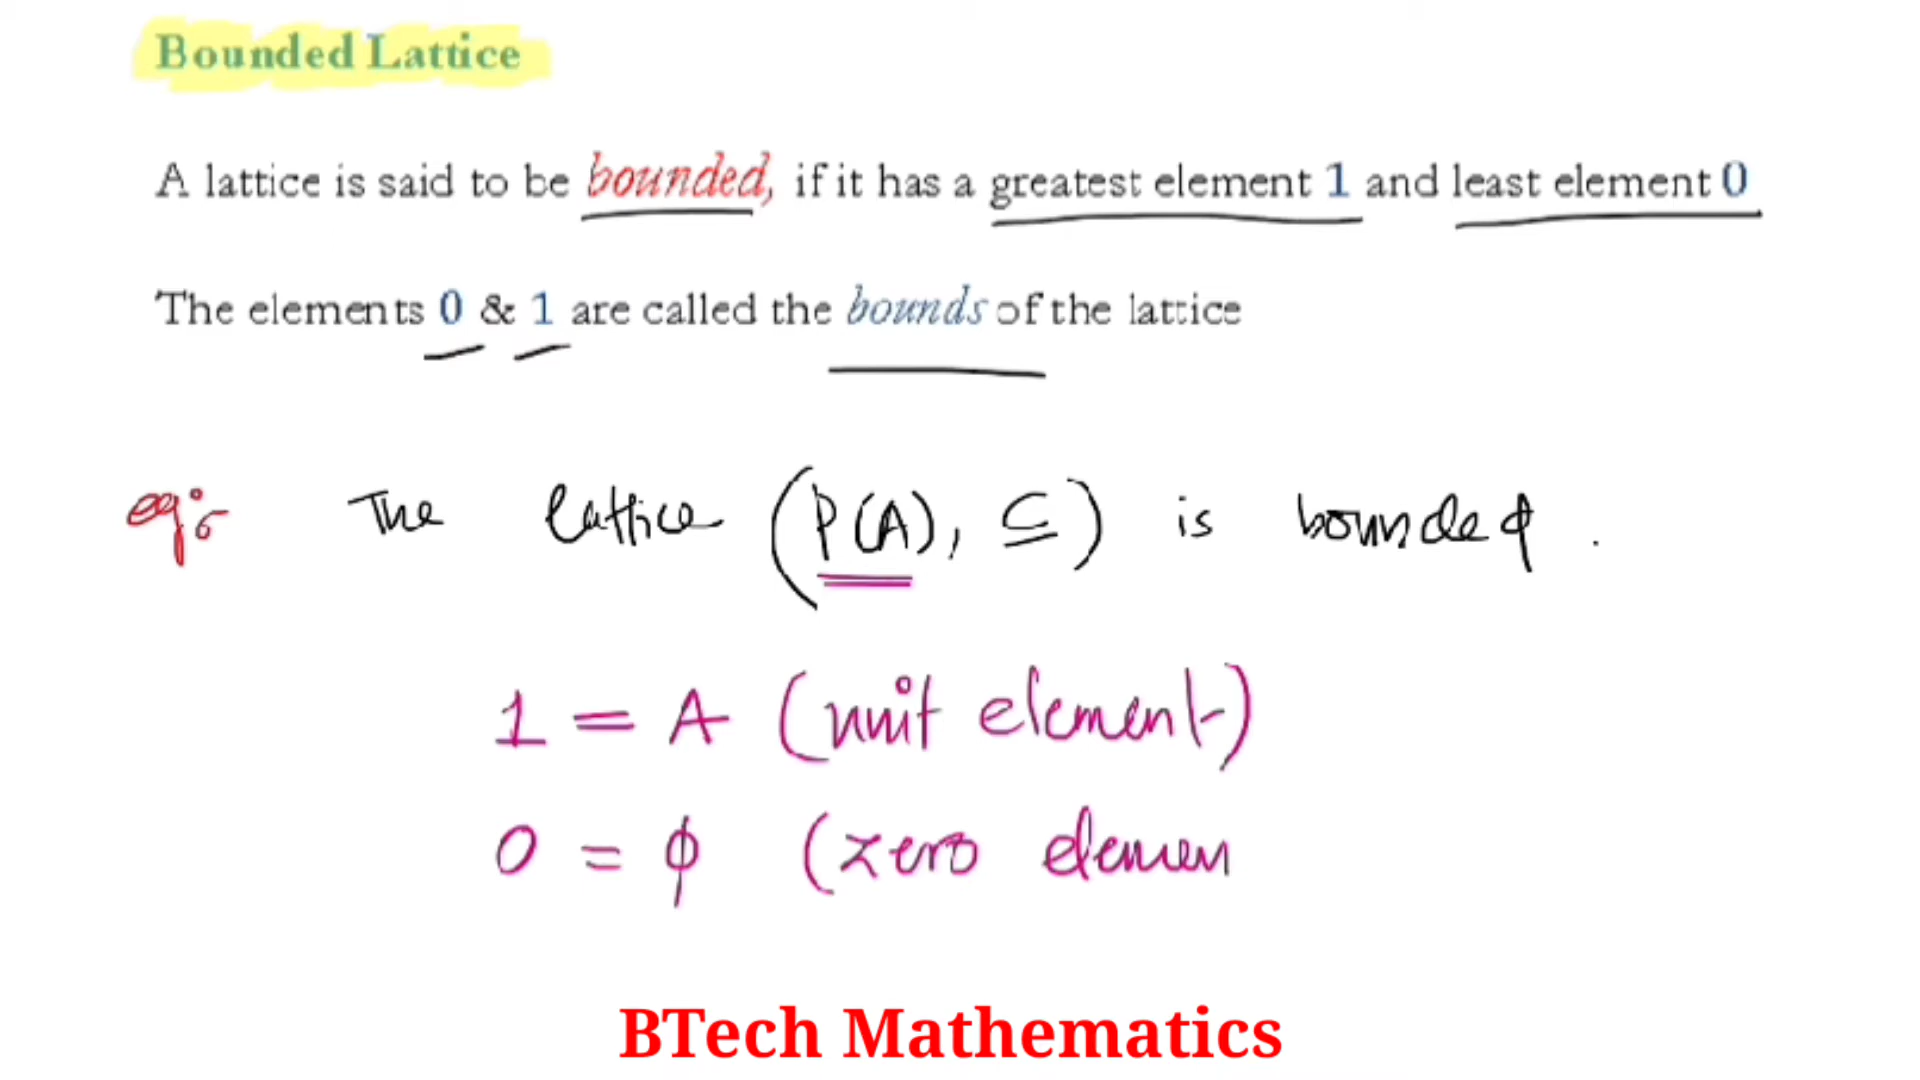 Bounded Lattice
A lattice is said to be bounded, if it has a greatest element 1 and least element 0
The elements 0 & 1 are called the bounds of the lattice
eg: The lattice (P(A), ⊆) is bounded.
1 = A (unit element)
0 = ϕ (zero elemen
BTech Mathematics